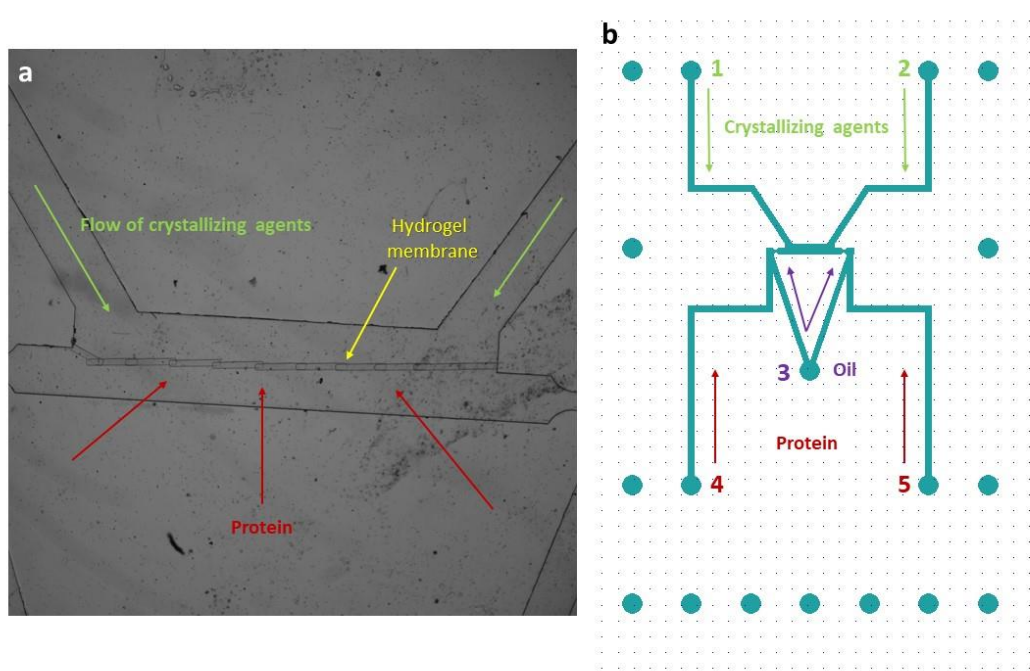 a
Flow of crystallizing agents
Hydrogel
membrane
Protein
b
1
2
Crystallizing agents
3
Oil
Protein
4
5